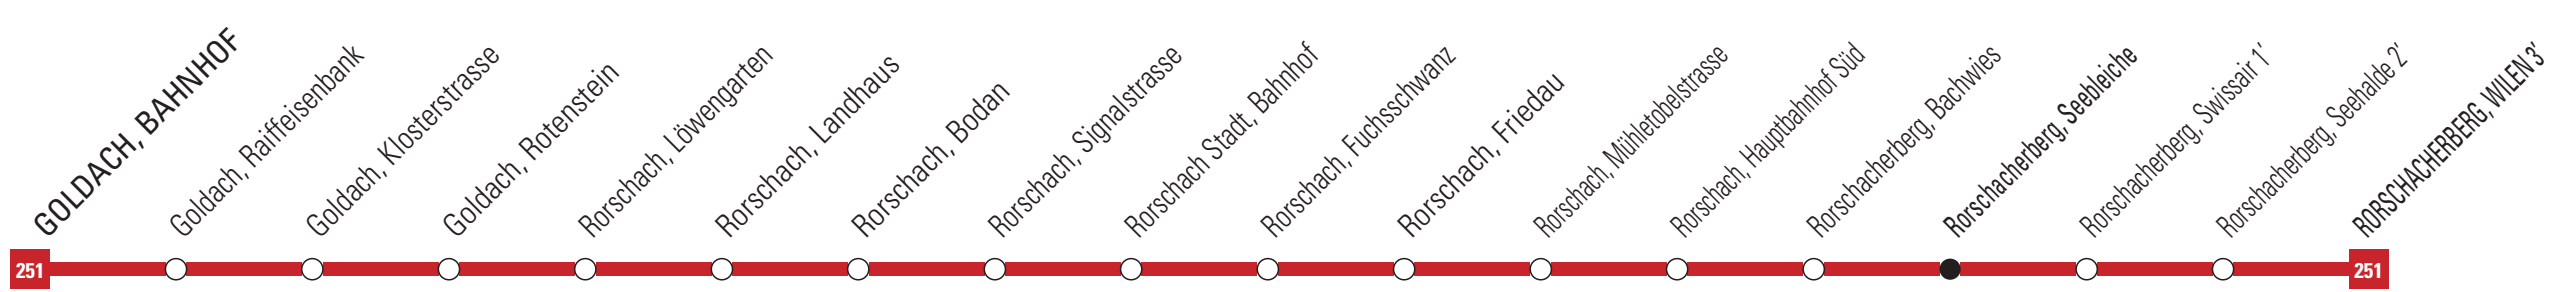 GOLDACH, BAHNHOF
Goldach, Raiffeisenbank
Goldach, Klosterstrasse
Goldach, Rotenstein
Rorschach, Löwengarten
Rorschach, Landhaus
Rorschach, Bodan
Rorschach, Signalstrasse
Rorschach Stadt, Bahnhof
Rorschach, Fuchsschwanz
Rorschach, Friedau
Rorschach, Mühletobelstrasse
Rorschach, Hauptbahnhof Süd
Rorschacherberg, Bachwies
Rorschacherberg, Seebleiche
Rorschacherberg, Swissair 1'
Rorschacherberg, Seehalde 2'
RORSCHACHERBERG, WILEN 3'
251
251